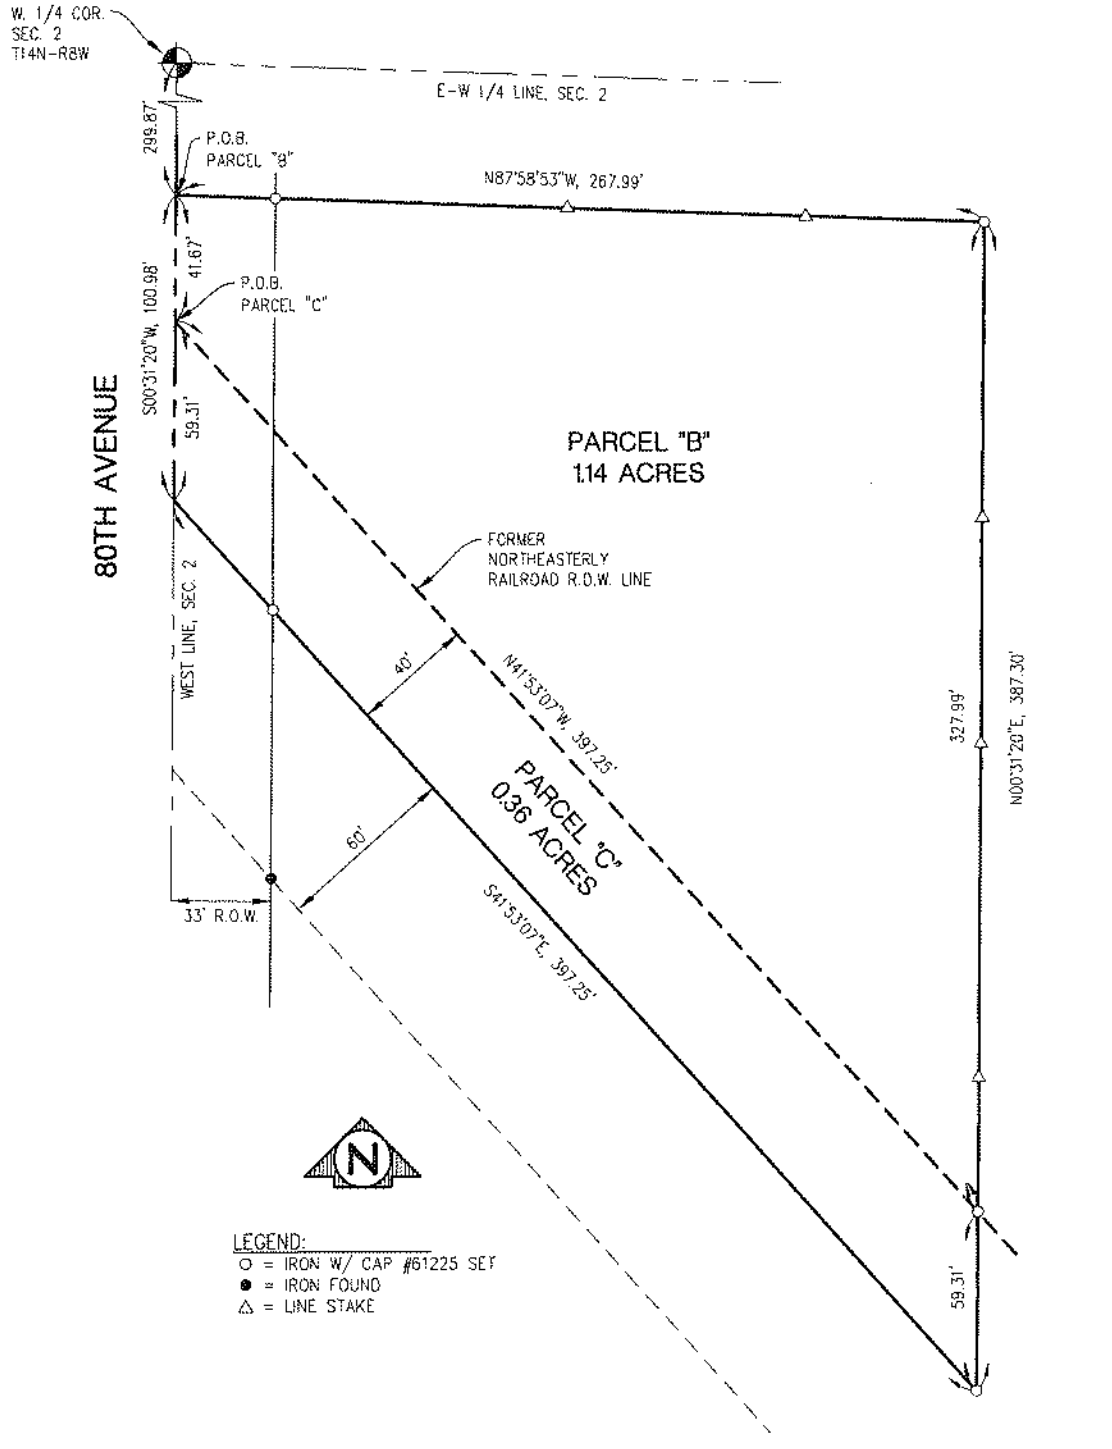 W. 1/4 COR.
SEC. 2
T14N-R8W
E-W 1/4 LINE, SEC. 2
299.87'
P.O.B.
PARCEL "B"
N87°58'53"W, 267.99'
41.67'
S00°31'20"W, 100.98'
P.O.B.
PARCEL "C"
59.31'
80TH AVENUE
PARCEL "B"
1.14 ACRES
FORMER
NORTHEASTERLY
RAILROAD R.O.W. LINE
WEST LINE, SEC. 2
40'
N41°53'07"W, 397.25'
327.99'
N00°31'20"E, 387.30'
PARCEL "C"
0.36 ACRES
60'
S41°53'07"E, 397.25'
33' R.O.W.
N
LEGEND:
○ = IRON W/ CAP #61225 SET
● = IRON FOUND
△ = LINE STAKE
59.31'